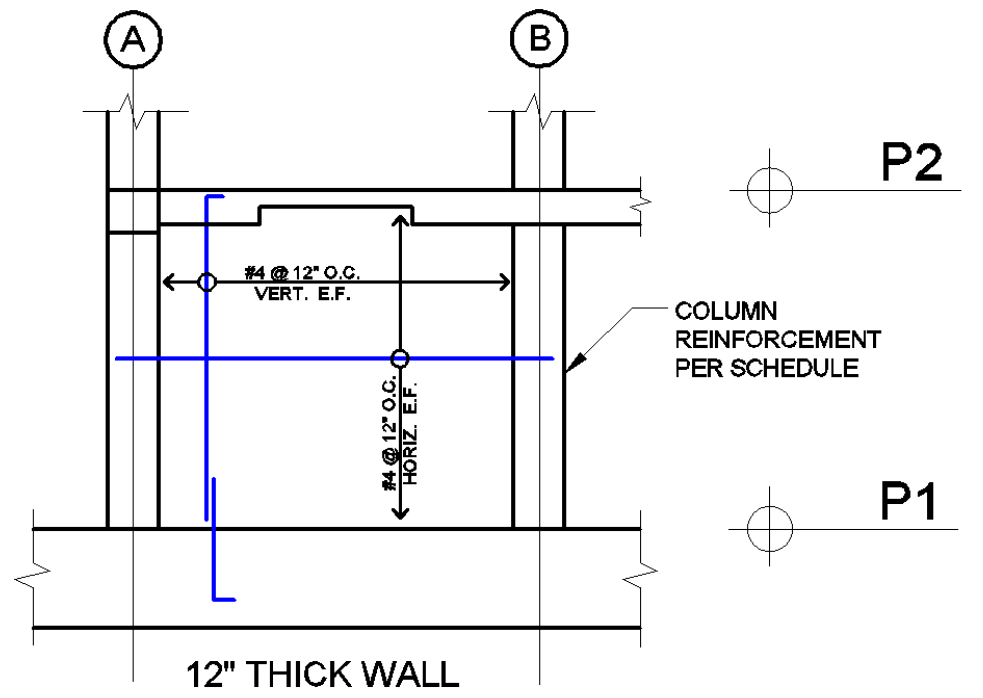 A
B
P2
#4 @ 12" O.C.
VERT. E.F.
COLUMN
REINFORCEMENT
PER SCHEDULE
#4 @ 12" O.C.
HORIZ. E.F.
P1
12" THICK WALL